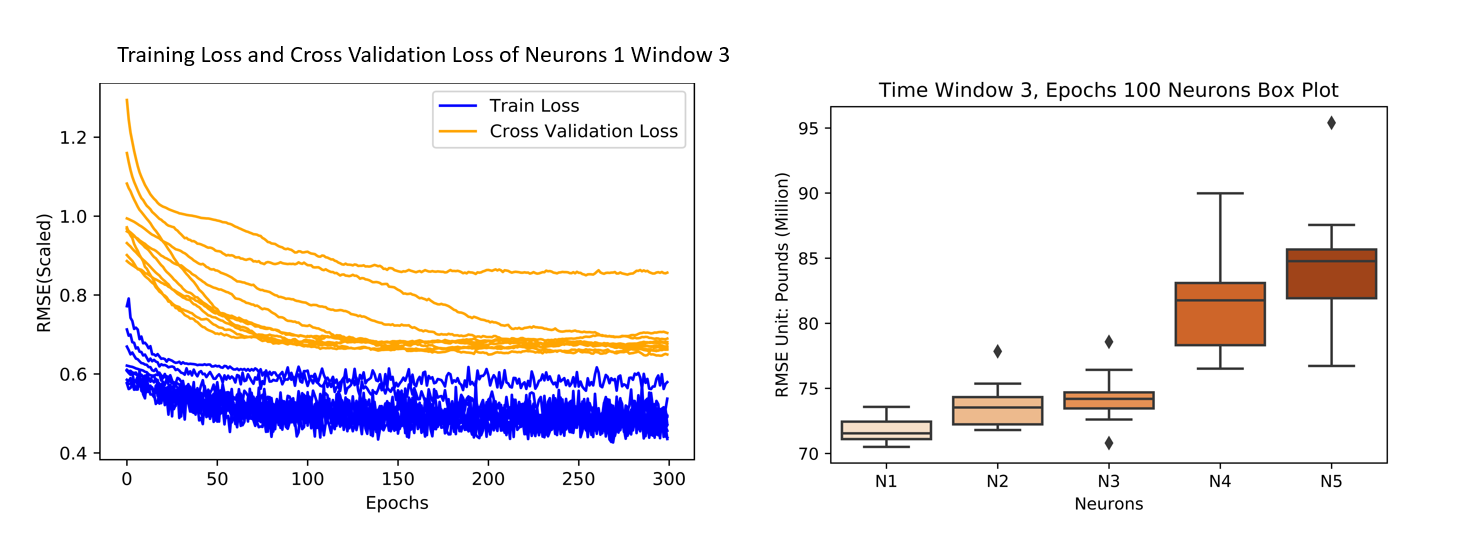 Training Loss and Cross Validation Loss of Neurons 1 Window 3
Train Loss
Cross Validation Loss
RMSE(Scaled)
1.2
1.0
0.8
0.6
0.4
0 50 100 150 200 250 300
Epochs
Time Window 3, Epochs 100 Neurons Box Plot
RMSE Unit: Pounds (Million)
95
90
85
80
75
70
N1 N2 N3 N4 N5
Neurons